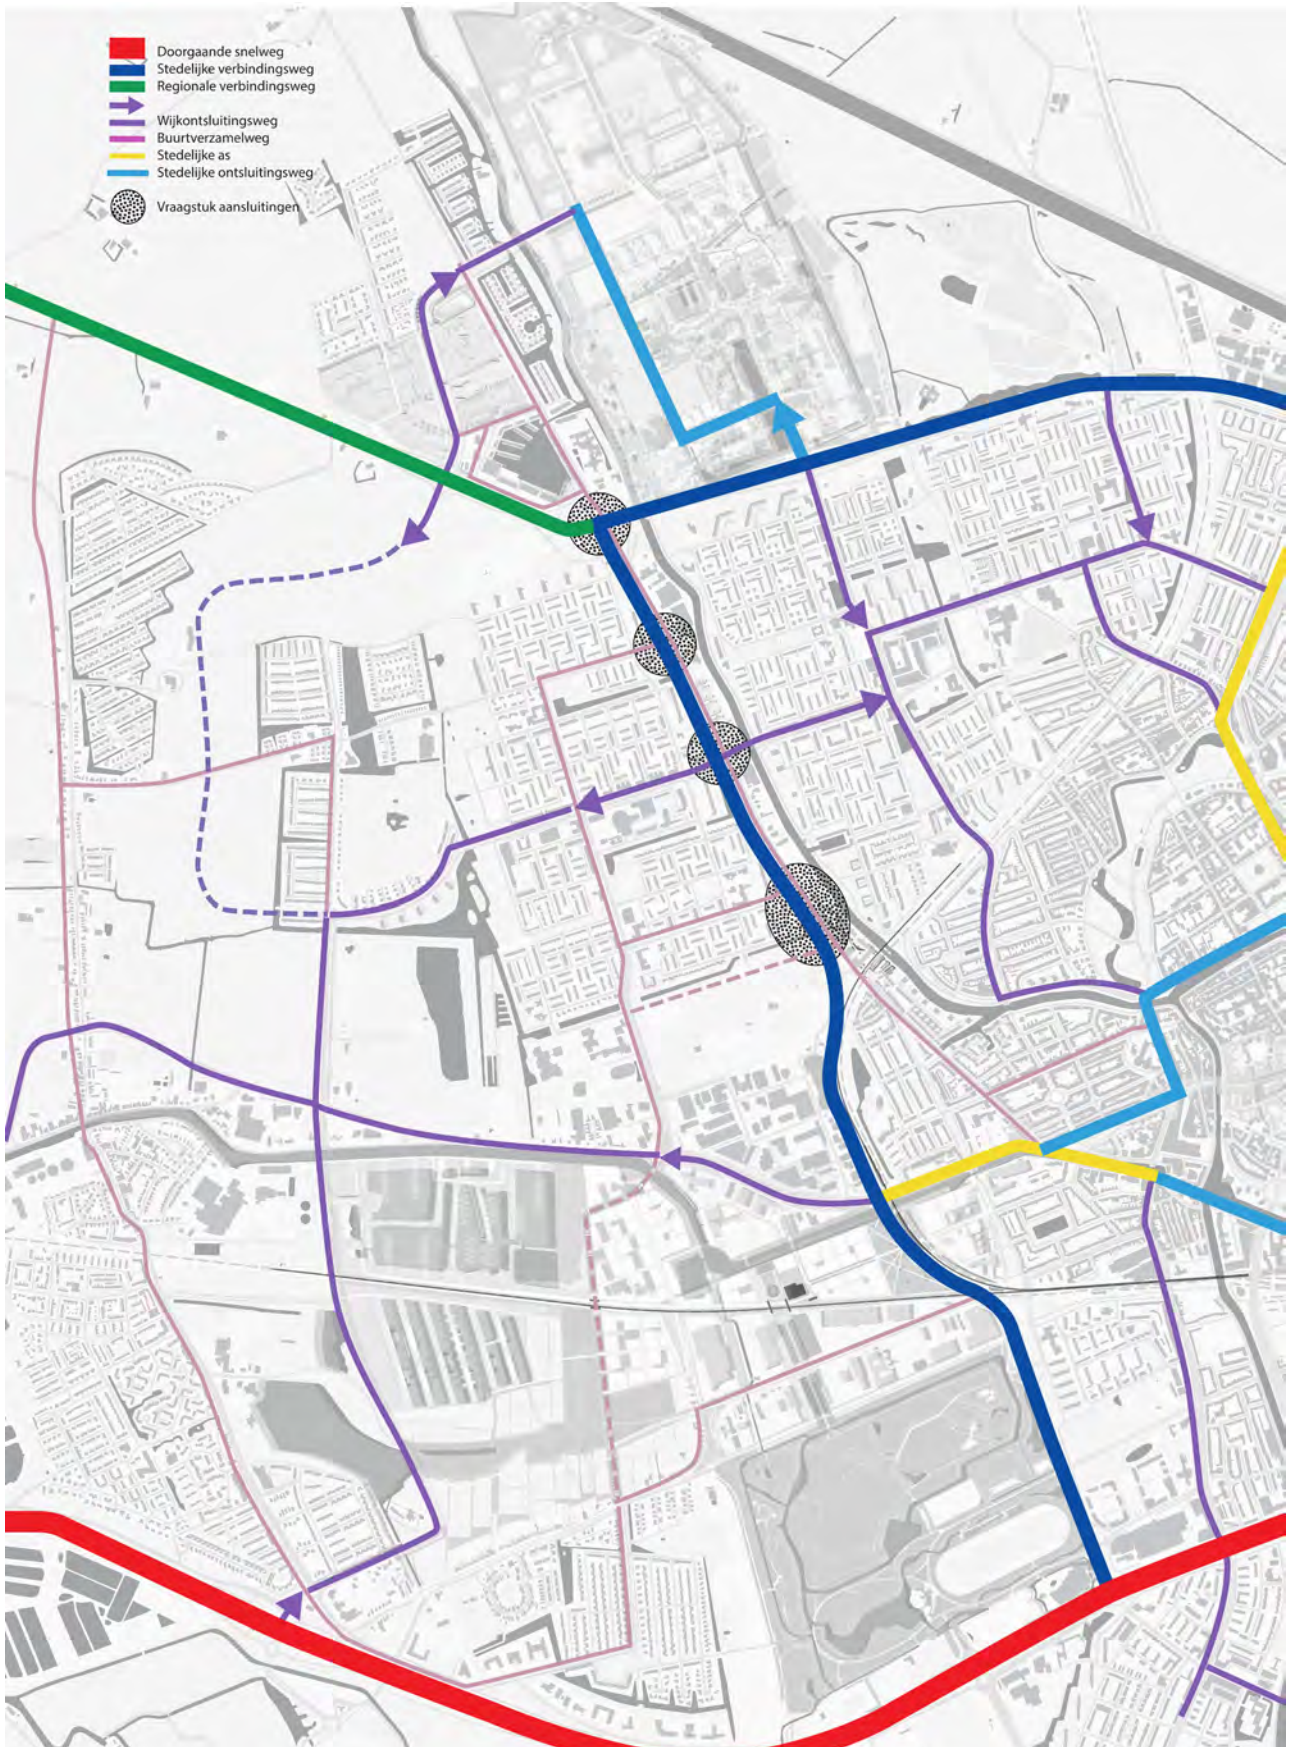 Doorgaande snelweg
Stedelijke verbindingsweg
Regionale verbindingsweg
Wijkontsluitingsweg
Buurtverzamelweg
Stedelijke as
Stedelijke ontsluitingsweg
Vraagstuk aansluitingen